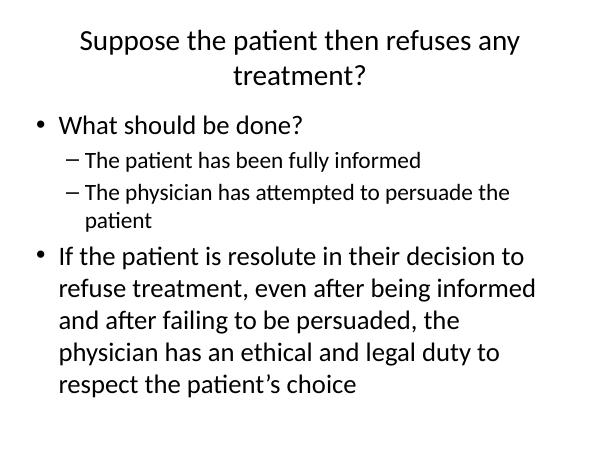 Suppose the patient then refuses any
treatment?
• What should be done?
– The patient has been fully informed
– The physician has attempted to persuade the
patient
• If the patient is resolute in their decision to
refuse treatment, even after being informed
and after failing to be persuaded, the
physician has an ethical and legal duty to
respect the patient’s choice